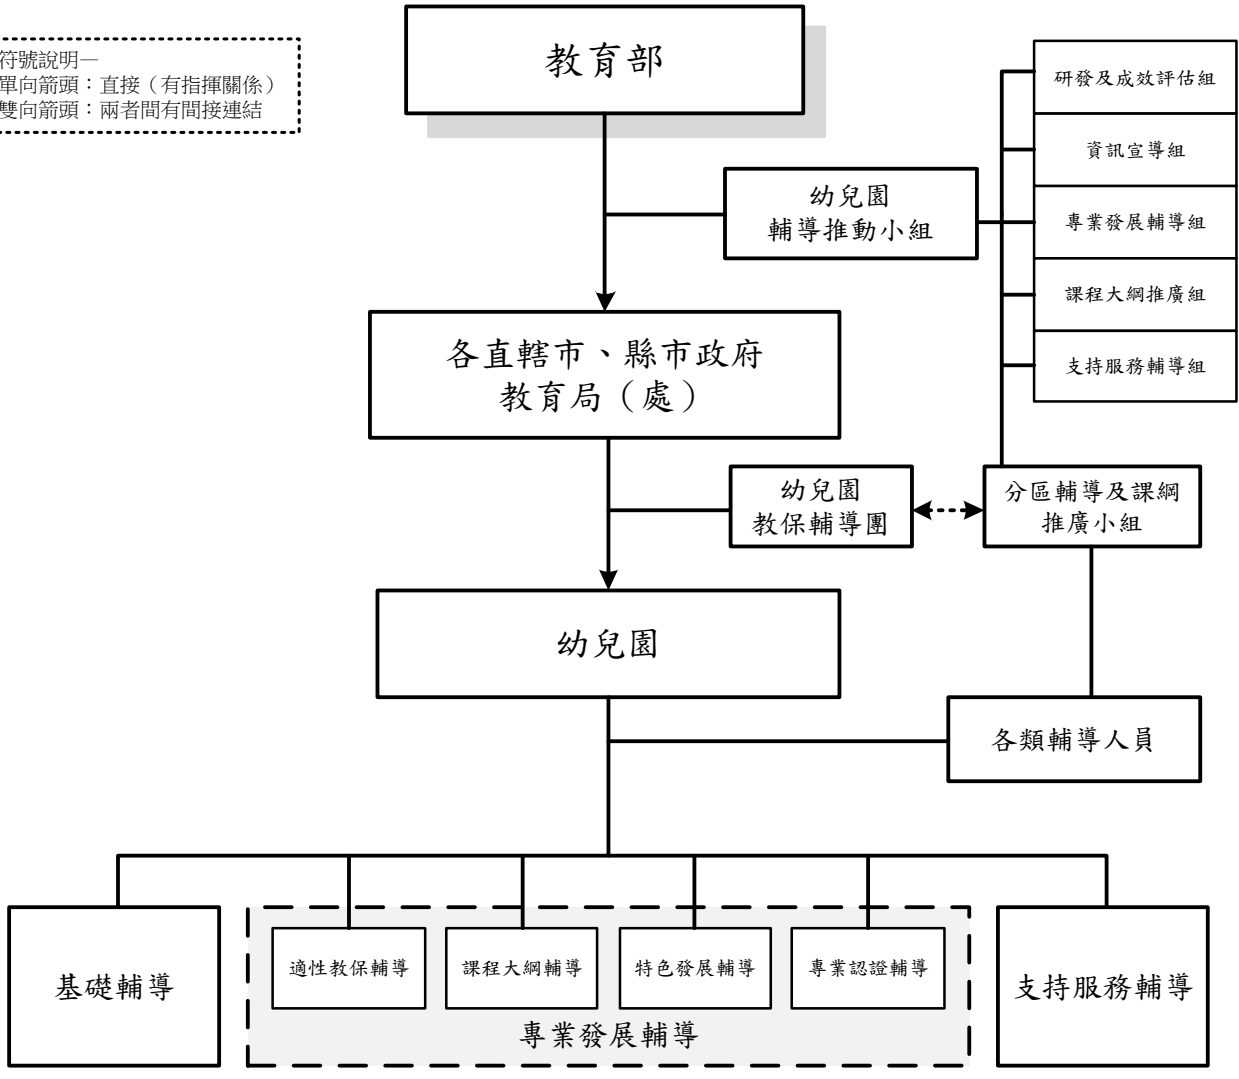 教育部
符號說明—
單向箭頭：直接（有指揮關係）
雙向箭頭：兩者間有間接連結
研發及成效評估組
資訊宣導組
專業發展輔導組
課程大綱推廣組
支持服務輔導組
幼兒園
輔導推動小組
各直轄市、縣市政府
教育局（處）
幼兒園
教保輔導團
分區輔導及課綱
推廣小組
幼兒園
各類輔導人員
基礎輔導
適性教保輔導
課程大綱輔導
特色發展輔導
專業認證輔導
專業發展輔導
支持服務輔導